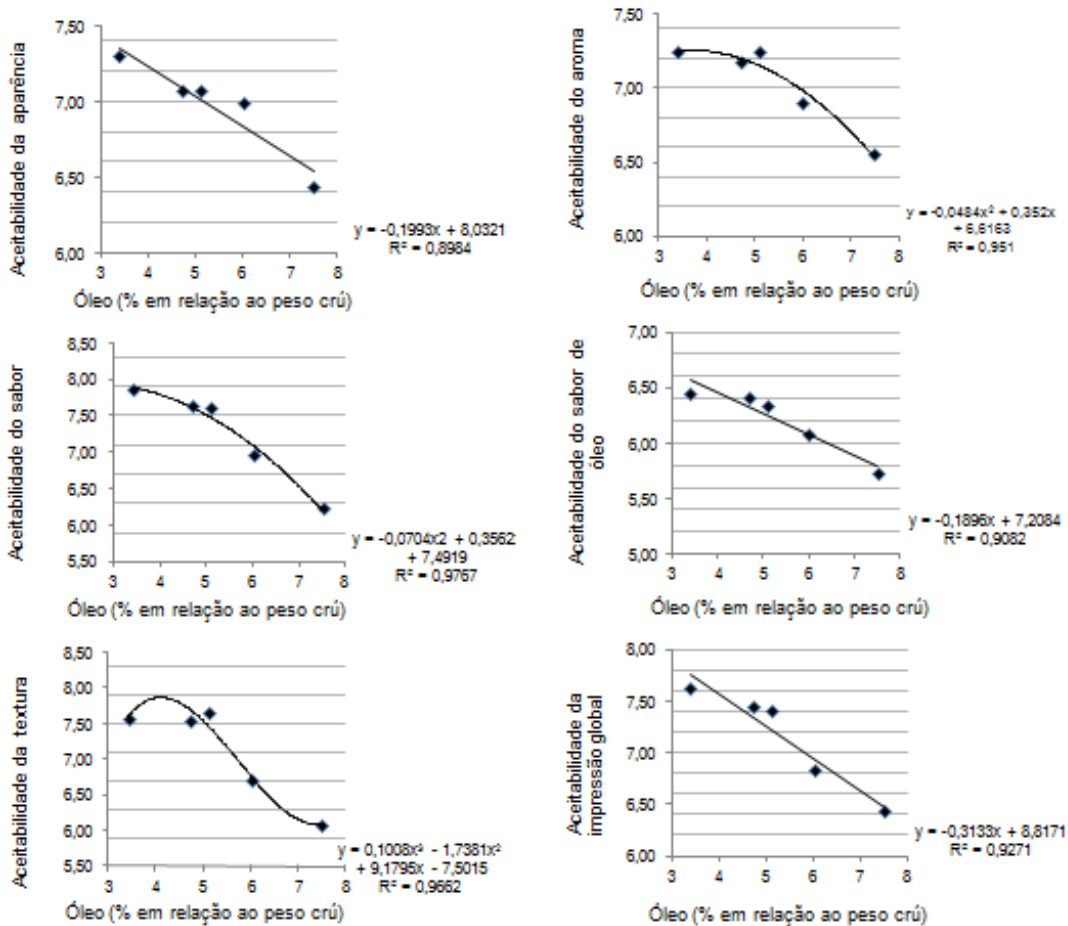 Aceitabilidade da aparência
7,50
7,00
6,50
6,00
3 4 5 6 7 8
Óleo (% em relação ao peso crú)
y = -0,1993x + 8,0321
R² = 0,8984
Aceitabilidade do aroma
7,50
7,00
6,50
6,00
3 4 5 6 7 8
Óleo (% em relação ao peso crú)
y = -0,0484x² + 0,352x
+ 6,6163
R² = 0,951
Aceitabilidade do sabor
8,50
8,00
7,50
7,00
6,50
6,00
5,50
3 4 5 6 7 8
Óleo (% em relação ao peso crú)
y = -0,0704x2 + 0,3562
+ 7,4919
R² = 0,9767
Aceitabilidade do sabor de
óleo
7,00
6,50
6,00
5,50
5,00
3 4 5 6 7 8
Óleo (% em relação ao peso crú)
y = -0,1896x + 7,2084
R² = 0,9082
Aceitabilidade da textura
8,50
8,00
7,50
7,00
6,50
6,00
5,50
3 4 5 6 7 8
Óleo (% em relação ao peso crú)
y = 0,1008x³ - 1,7381x²
+ 9,1795x - 7,5015
R² = 0,9662
Aceitabilidade da
impressão global
8,00
7,50
7,00
6,50
6,00
3 4 5 6 7 8
Óleo (% em relação ao peso crú)
y = -0,3133x + 8,8171
R² = 0,9271